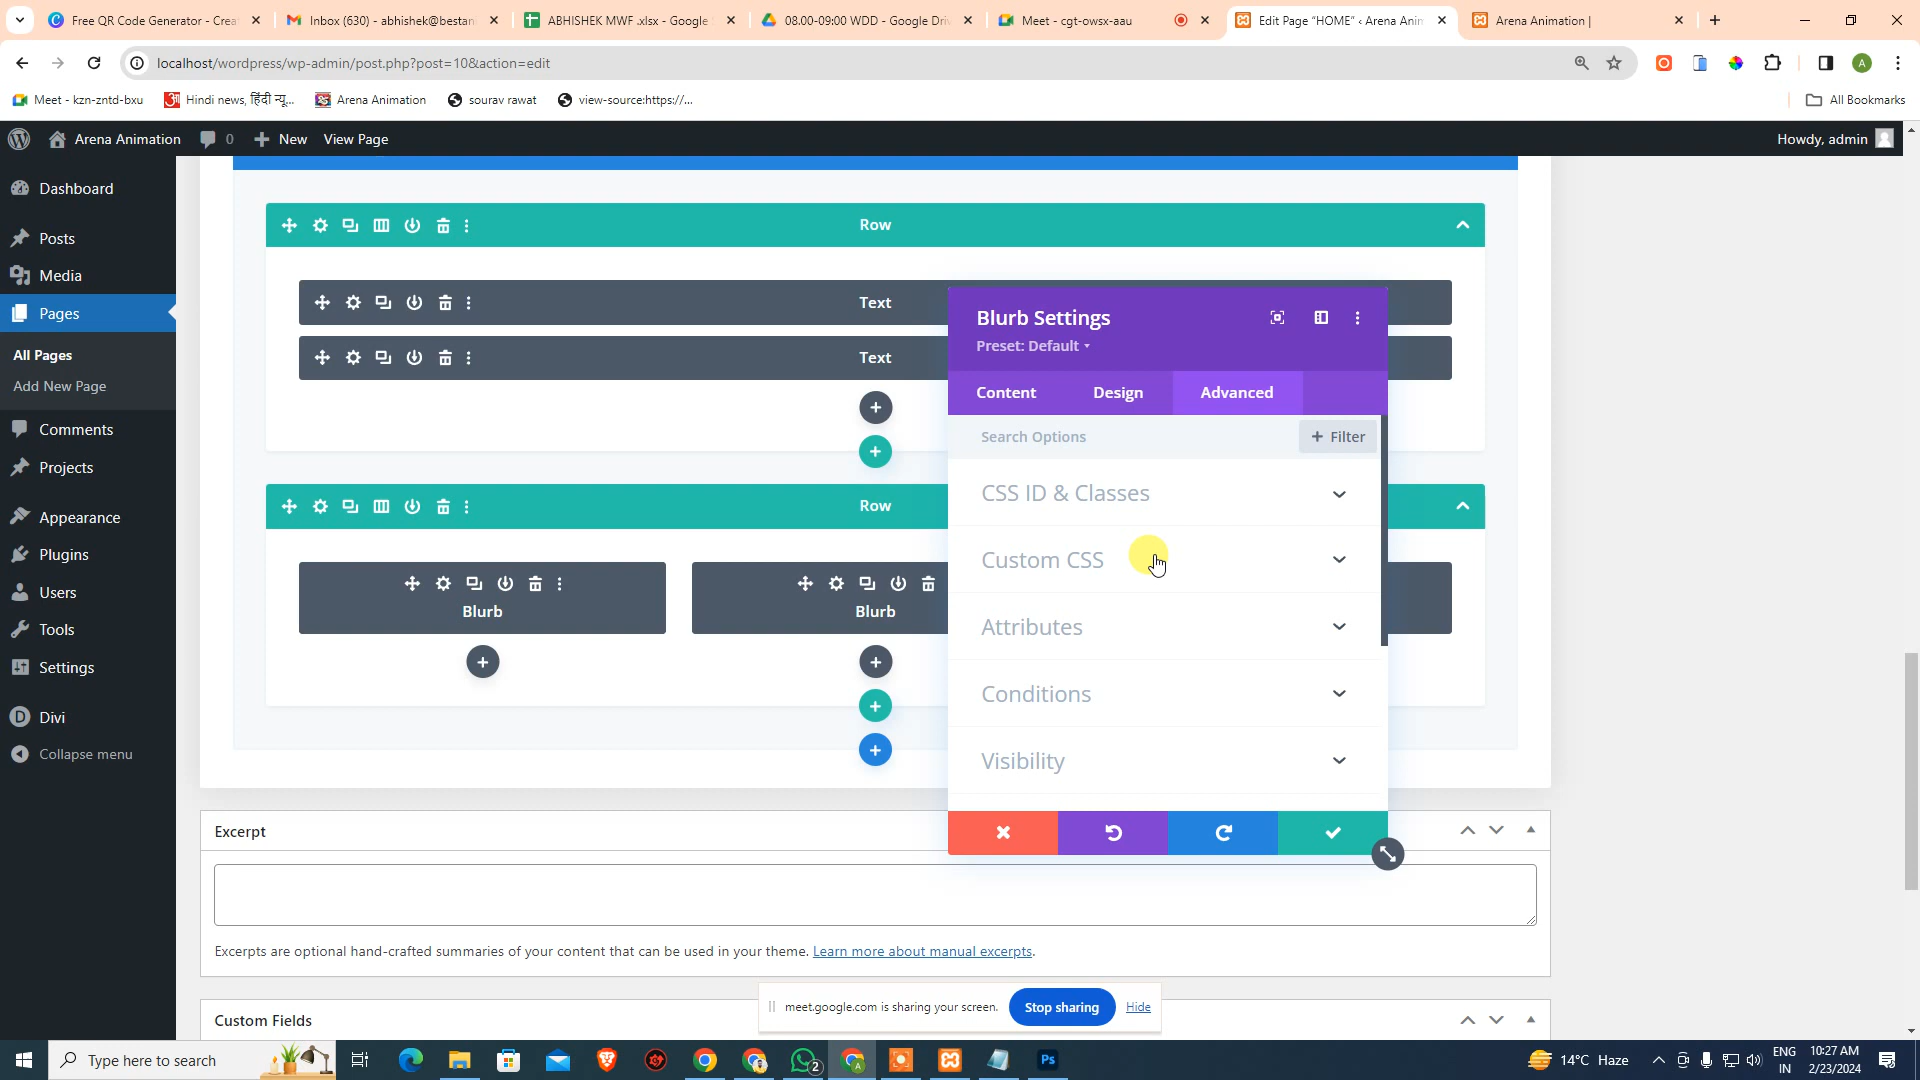 Free QR Code Generator - Crea
Inbox (630) - abhishek@bestan
ABHISHEK MWF .xlsx - Google
08.00-09:00 WDD - Google Driv
Meet - cgt-owsx-aau
Edit Page “HOME” ‹ Arena Anim
Arena Animation |
localhost/wordpress/wp-admin/post.php?post=10&action=edit
A
Meet - kzn-zntd-bxu
Hindi news, हिंदी न्यू...
Arena Animation
sourav rawat
view-source:https://...
All Bookmarks
Arena Animation
0
New
View Page
Howdy, admin
Dashboard
Posts
Media
Pages
All Pages
Add New Page
Comments
Projects
Appearance
Plugins
Users
Tools
Settings
Divi
Collapse menu
Row
Text
Text
Row
Blurb
Blurb
Blurb Settings
Preset: Default
Content
Design
Advanced
Search Options
+ Filter
CSS ID & Classes
Custom CSS
Attributes
Conditions
Visibility
Excerpt
Excerpts are optional hand-crafted summaries of your content that can be used in your theme. Learn more about manual excerpts.
Custom Fields
meet.google.com is sharing your screen.
Stop sharing
Hide
Type here to search
2
A
Ps
14°C Haze
ENG
IN
10:27 AM
2/23/2024